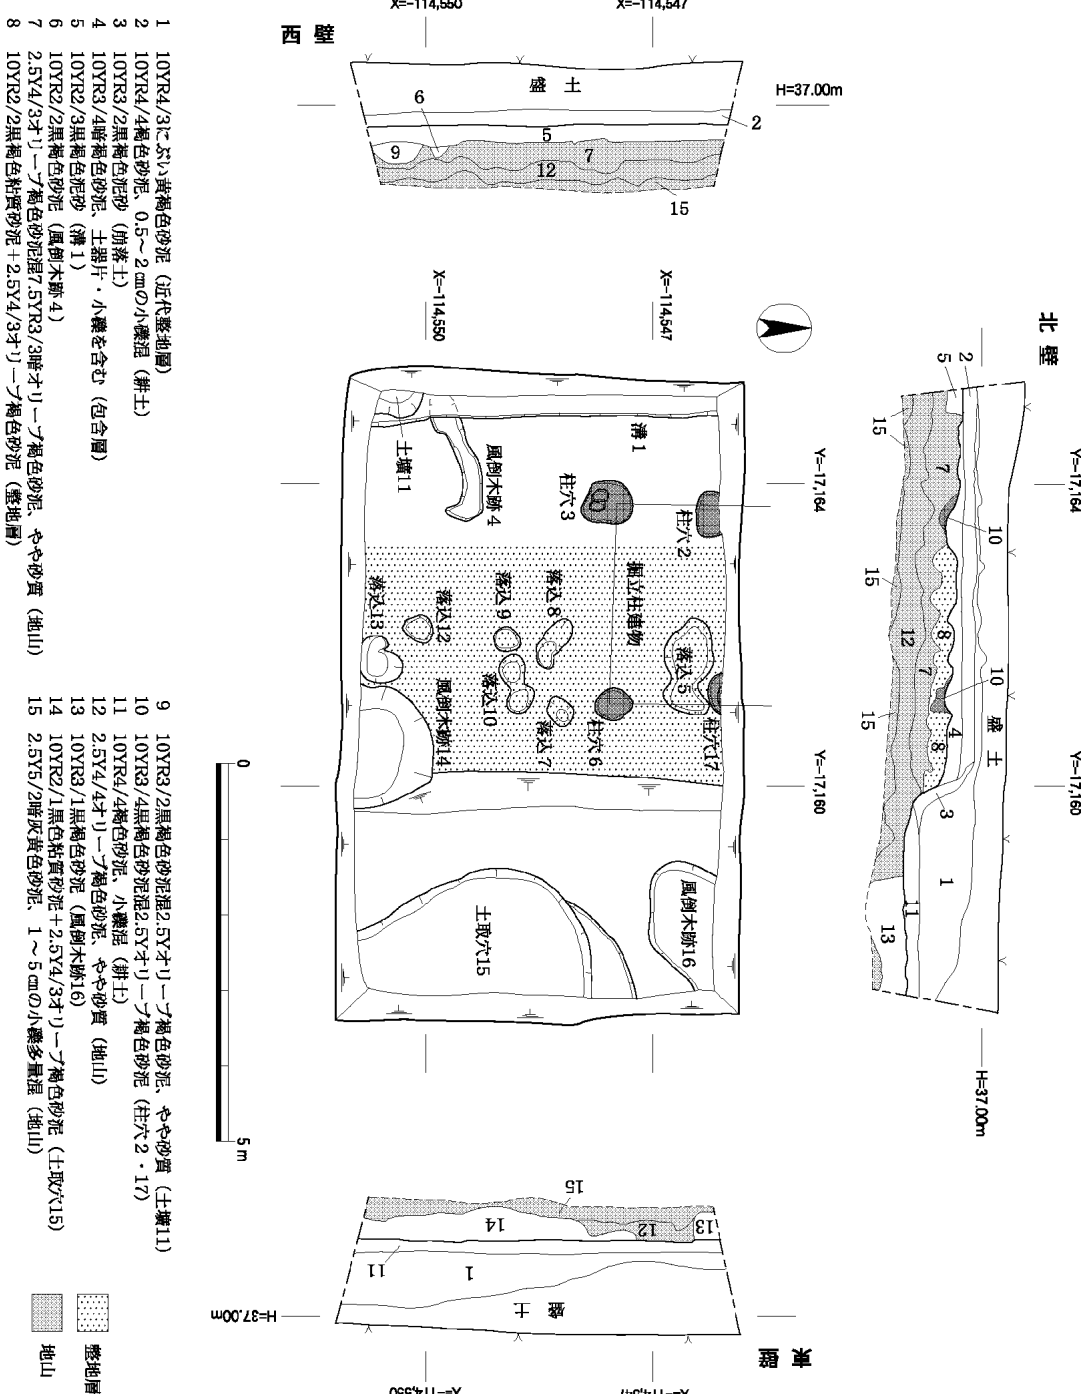 X=-114,550
X=-114,547
西 壁
盛 土
H=37.00m
6
2
5
9
7
12
15
X=-114,550
X=-114,547
北 壁
2
5
15
15
7
10
Y=-17,164
15
12
8
7
10
盛 土
4
8
15
3
Y=-17,160
1
11
13
H=37.00m
Y=-17,164
Y=-17,160
溝1
土壙11
風倒木跡4
柱穴3
柱穴2
掘立柱建物
落込13
落込12
落込9
落込8
落込5
落込10
風倒木跡14
落込7
柱穴6
柱穴17
土取穴15
風倒木跡16
0
5m
15
14
12
13
11
1
盛 土
H=37.00m
東 壁
X=-114,550
X=-114,547
1 10YR4/3にぶい黄褐色砂泥(近代整地層)
2 10YR4/4褐色砂泥、0.5~2㎝の小礫混(耕土)
3 10YR3/2黒褐色泥砂(崩落土)
4 10YR3/4暗褐色砂泥、土器片・小礫を含む(包含層)
5 10YR2/3黒褐色泥砂(溝1)
6 10YR2/2黒褐色砂泥(風倒木跡4)
7 2.5Y4/3オリーブ褐色砂泥混7.5YR3/3暗オリーブ褐色砂泥、やや砂質(地山)
8 10YR2/2黒褐色粘質砂泥+2.5Y4/3オリーブ褐色砂泥(整地層)
9 10YR3/2黒褐色砂泥混2.5Yオリーブ褐色砂泥、やや砂質(土壙11)
10 10YR3/4黒褐色砂泥混2.5Yオリーブ褐色砂泥(柱穴2・17)
11 10YR4/4褐色砂泥、小礫混(耕土)
12 2.5Y4/4オリーブ褐色砂泥、やや砂質(地山)
13 10YR3/1黒褐色砂泥(風倒木跡16)
14 10YR2/1黒色粘質砂泥+2.5Y4/3オリーブ褐色砂泥(土取穴15)
15 2.5Y5/2暗灰黄色砂泥、1~5㎝の小礫多量混(地山)
整地層
地山